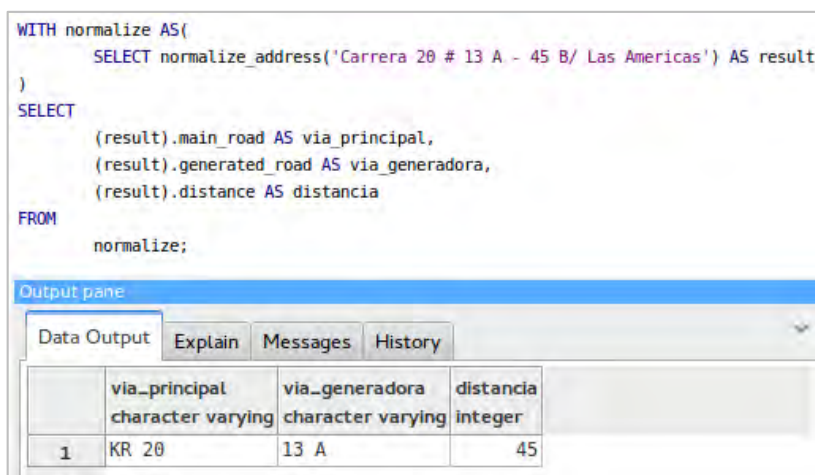 WITH normalize AS(
SELECT normalize_address('Carrera 20 # 13 A - 45 B/ Las Americas') AS result
)
SELECT
(result).main_road AS via_principal,
(result).generated_road AS via_generadora,
(result).distance AS distancia
FROM
normalize;
Output pane
Data Output Explain Messages History
via_principal via_generadora distancia
character varying character varying integer
1 KR 20 13 A 45